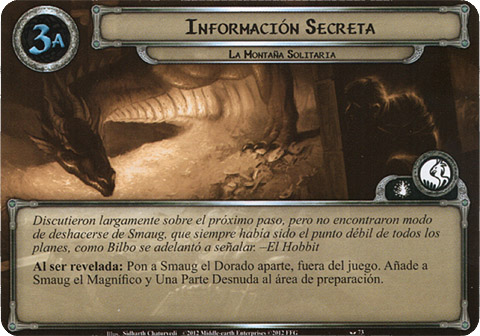 3A
Información Secreta
La Montaña Solitaria
Discutieron largamente sobre el próximo paso, pero no encontraron modo
de deshacerse de Smaug, que siempre había sido el punto débil de todos los
planes, como Bilbo se adelantó a señalar. –El Hobbit
Al ser revelada: Pon a Smaug el Dorado aparte, fuera del juego. Añade a
Smaug el Magnífico y Una Parte Desnuda al área de preparación.
Illus. Sidharth Chaturvedi ©2012 Middle-earth Enterprises ©2012 FFG
73